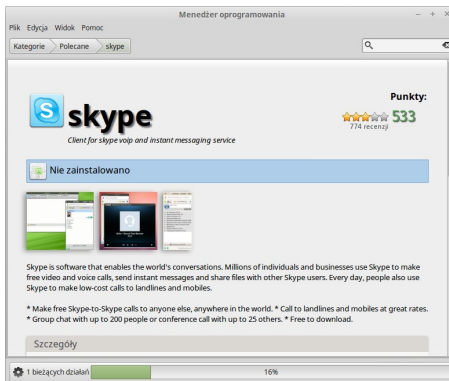 Menedżer oprogramowania
Plik Edycja Widok Pomoc
Kategorie Polecane skype
skype
Client for skype voip and instant messaging service
Punkty:
533
774 recenzji
Nie zainstalowano
Skype is software that enables the world's conversations. Millions of individuals and businesses use Skype to make
free video and voice calls, send instant messages and share files with other Skype users. Every day, people also use
Skype to make low-cost calls to landlines and mobiles.
* Make free Skype-to-Skype calls to anyone else, anywhere in the world. * Call to landlines and mobiles at great rates.
* Group chat with up to 200 people or conference call with up to 25 others. * Free to download.
Szczegóły
1 bieżących działań 16%